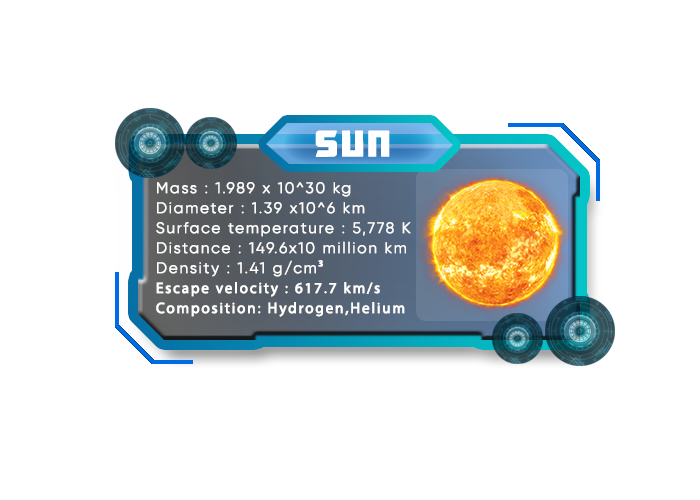 SUN
Mass : 1.989 x 10^30 kg
Diameter : 1.39 x10^6 km
Surface temperature : 5,778 K
Distance : 149.6x10 million km
Density : 1.41 g/cm³
Escape velocity : 617.7 km/s
Composition: Hydrogen,Helium